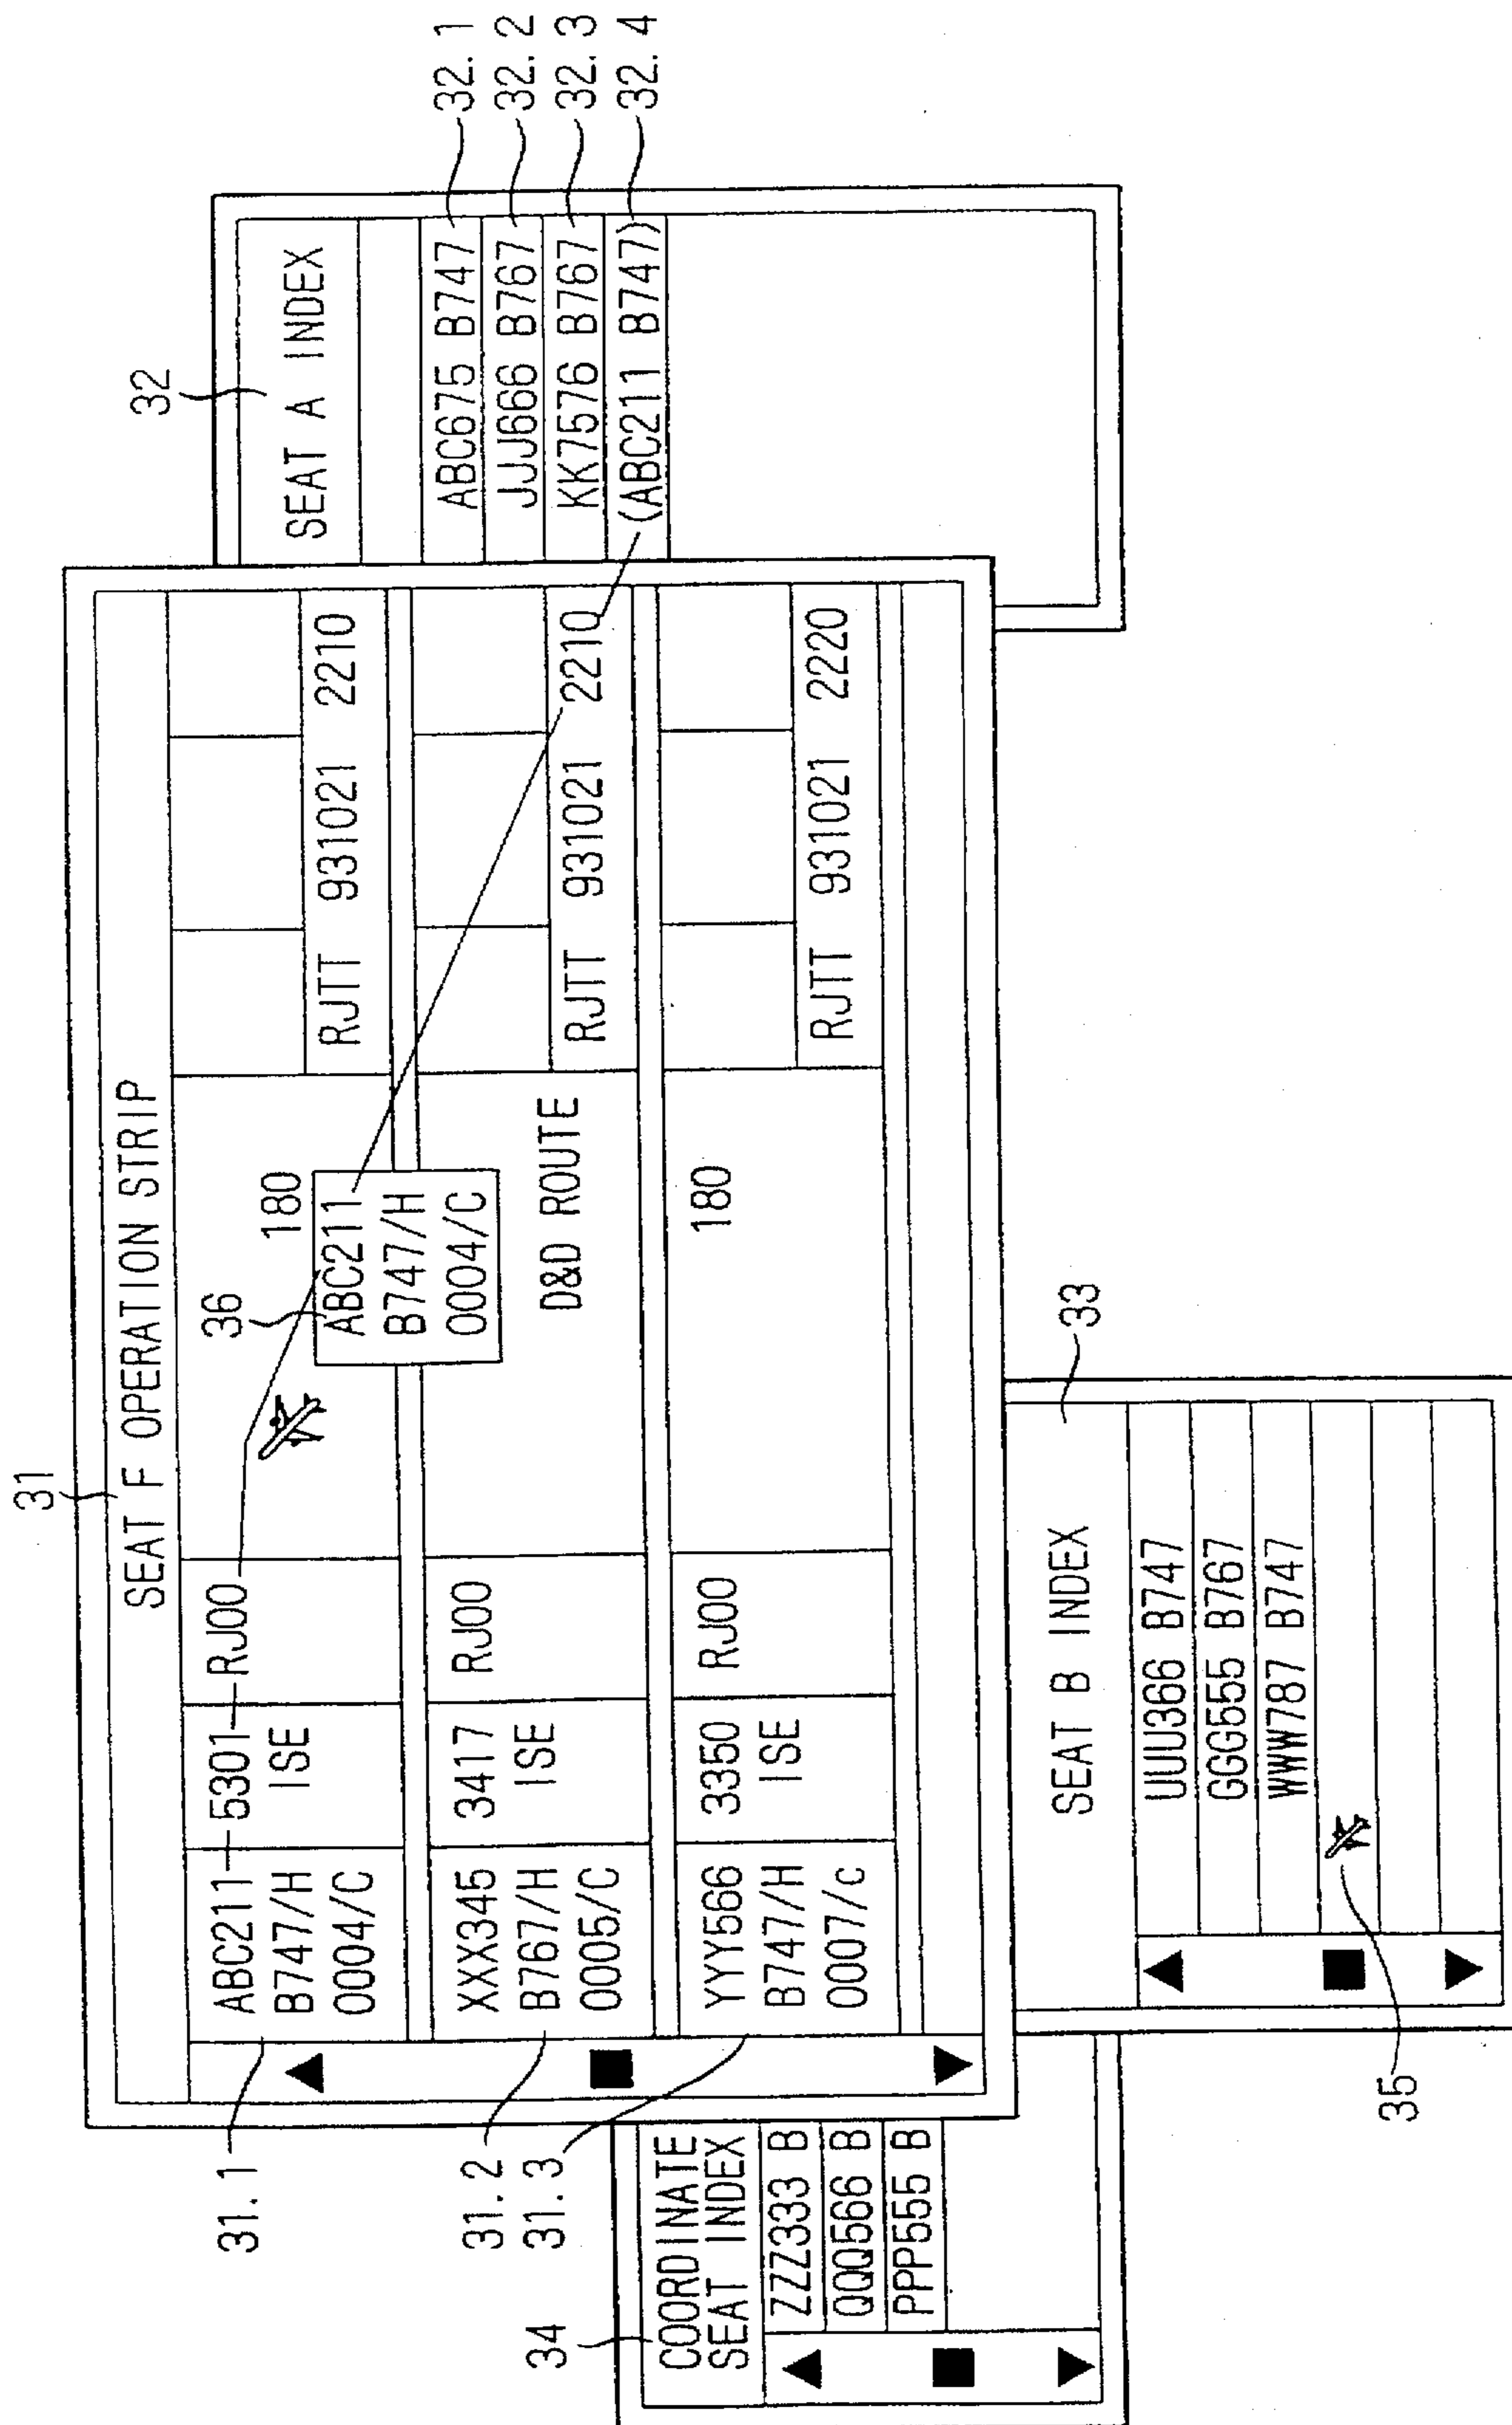 31
SEAT F OPERATION STRIP
31.1
ABC211 5301 RJ00
B747/H ISE
0004/C
180
36
ABC211
B747/H
0004/C
RJTT 931021 2210
31.2
XXX345 3417 RJ00
B767/H ISE
0005/C
D&D ROUTE
RJTT 931021 2210
31.3
YYY566 3350 RJ00
B747/H ISE
0007/c
180
RJTT 931021 2220
32
SEAT A INDEX
ABC675 B747 32.1
JJJ666 B767 32.2
KK7576 B767 32.3
(ABC211 B747) 32.4
33
SEAT B INDEX
UUU366 B747
GGG555 B767
WWW787 B747
35
34
COORDINATE
SEAT INDEX
ZZZ333 B
QQQ566 B
PPP555 B